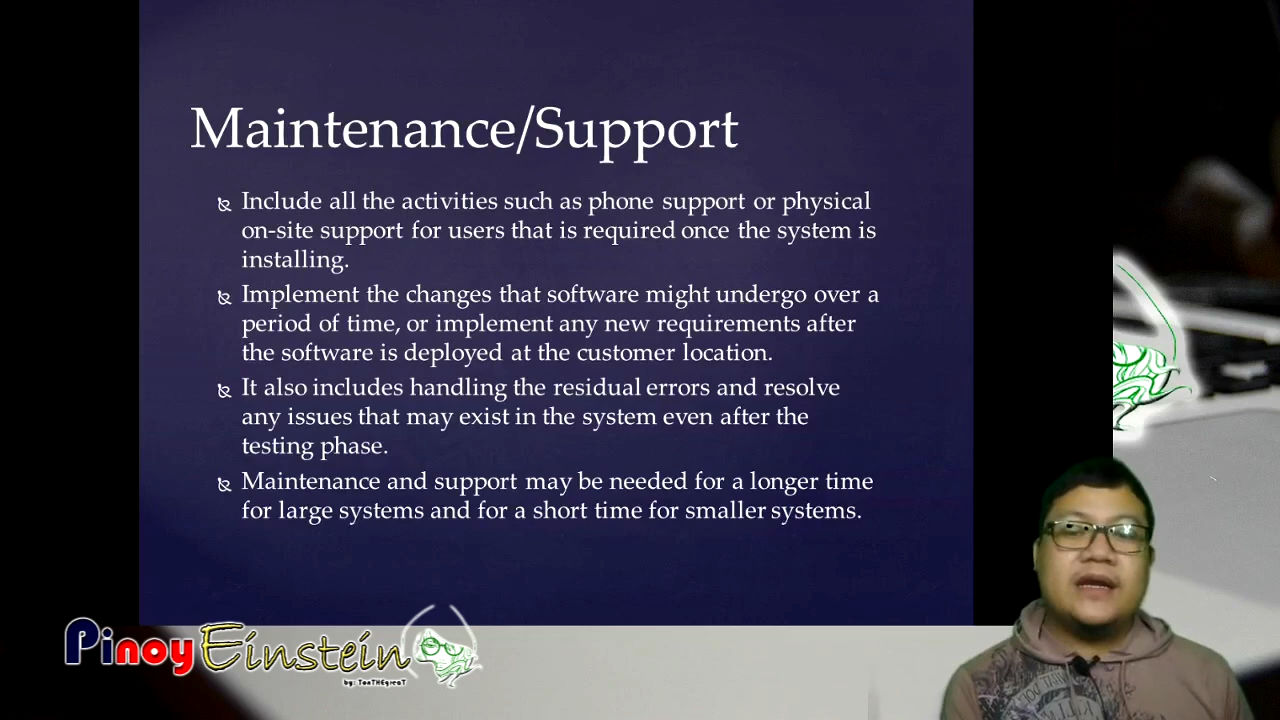 Maintenance/Support
Include all the activities such as phone support or physical
on-site support for users that is required once the system is
installing.
Implement the changes that software might undergo over a
period of time, or implement any new requirements after
the software is deployed at the customer location.
It also includes handling the residual errors and resolve
any issues that may exist in the system even after the
testing phase.
Maintenance and support may be needed for a longer time
for large systems and for a short time for smaller systems.
Pinoy Einstein
by: TonTHEgreaT